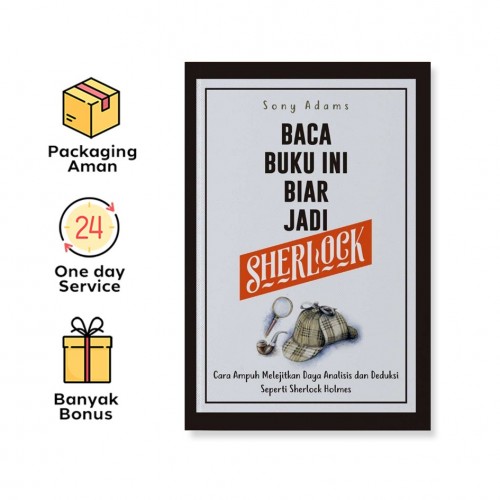 Packaging
Aman
24
One day
Service
Banyak
Bonus
Sony Adams
BACA
BUKU INI
BIAR
JADI
SHERLOCK
Cara Ampuh Melejitkan Daya Analisis dan Deduksi
Seperti Sherlock Holmes